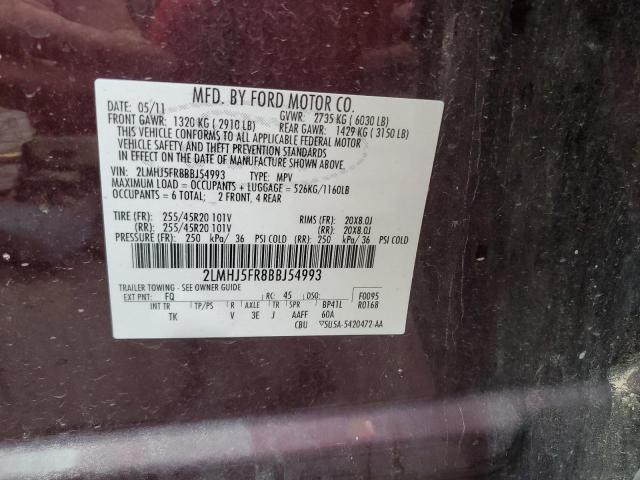 MFD. BY FORD MOTOR CO.
DATE: 05/11 GVWR: 2735 KG (6030 LB)
FRONT GAWR: 1320 KG (2910 LB) REAR GAWR: 1429 KG (3150 LB)
THIS VEHICLE CONFORMS TO ALL APPLICABLE FEDERAL MOTOR
VEHICLE SAFETY AND THEFT PREVENTION STANDARDS
IN EFFECT ON THE DATE OF MANUFACTURE SHOWN ABOVE.
VIN: 2LMHJ5FR8BBJ54993 TYPE: MPV
MAXIMUM LOAD = OCCUPANTS + LUGGAGE = 526KG/1160LB
OCCUPANTS = 6 TOTAL; 2 FRONT, 4 REAR
TIRE (FR): 255/45R20 101V RIMS (FR): 20X8.0J
(RR): 255/45R20 101V (RR): 20X8.0J
PRESSURE (FR) 250 kPa/ 36 PSI COLD (RR) 250 kPa/ 36 PSI COLD
2LMHJ5FR8BBJ54993
TRAILER TOWING - SEE OWNER GUIDE
EXT PNT: FQ RC: 45 DSO: F0095
INT TR TP/PS R AXLE TR SPR BP41L R0168
TK V 3E J AAFF 60A
CBU 5U5A-5420472-AA